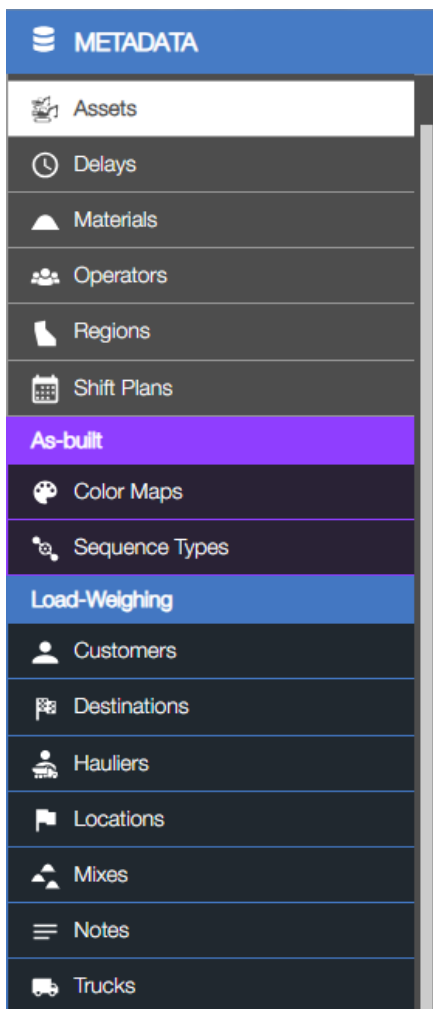 METADATA
Assets
Delays
Materials
Operators
Regions
Shift Plans
As-built
Color Maps
Sequence Types
Load-Weighing
Customers
Destinations
Hauliers
Locations
Mixes
Notes
Trucks